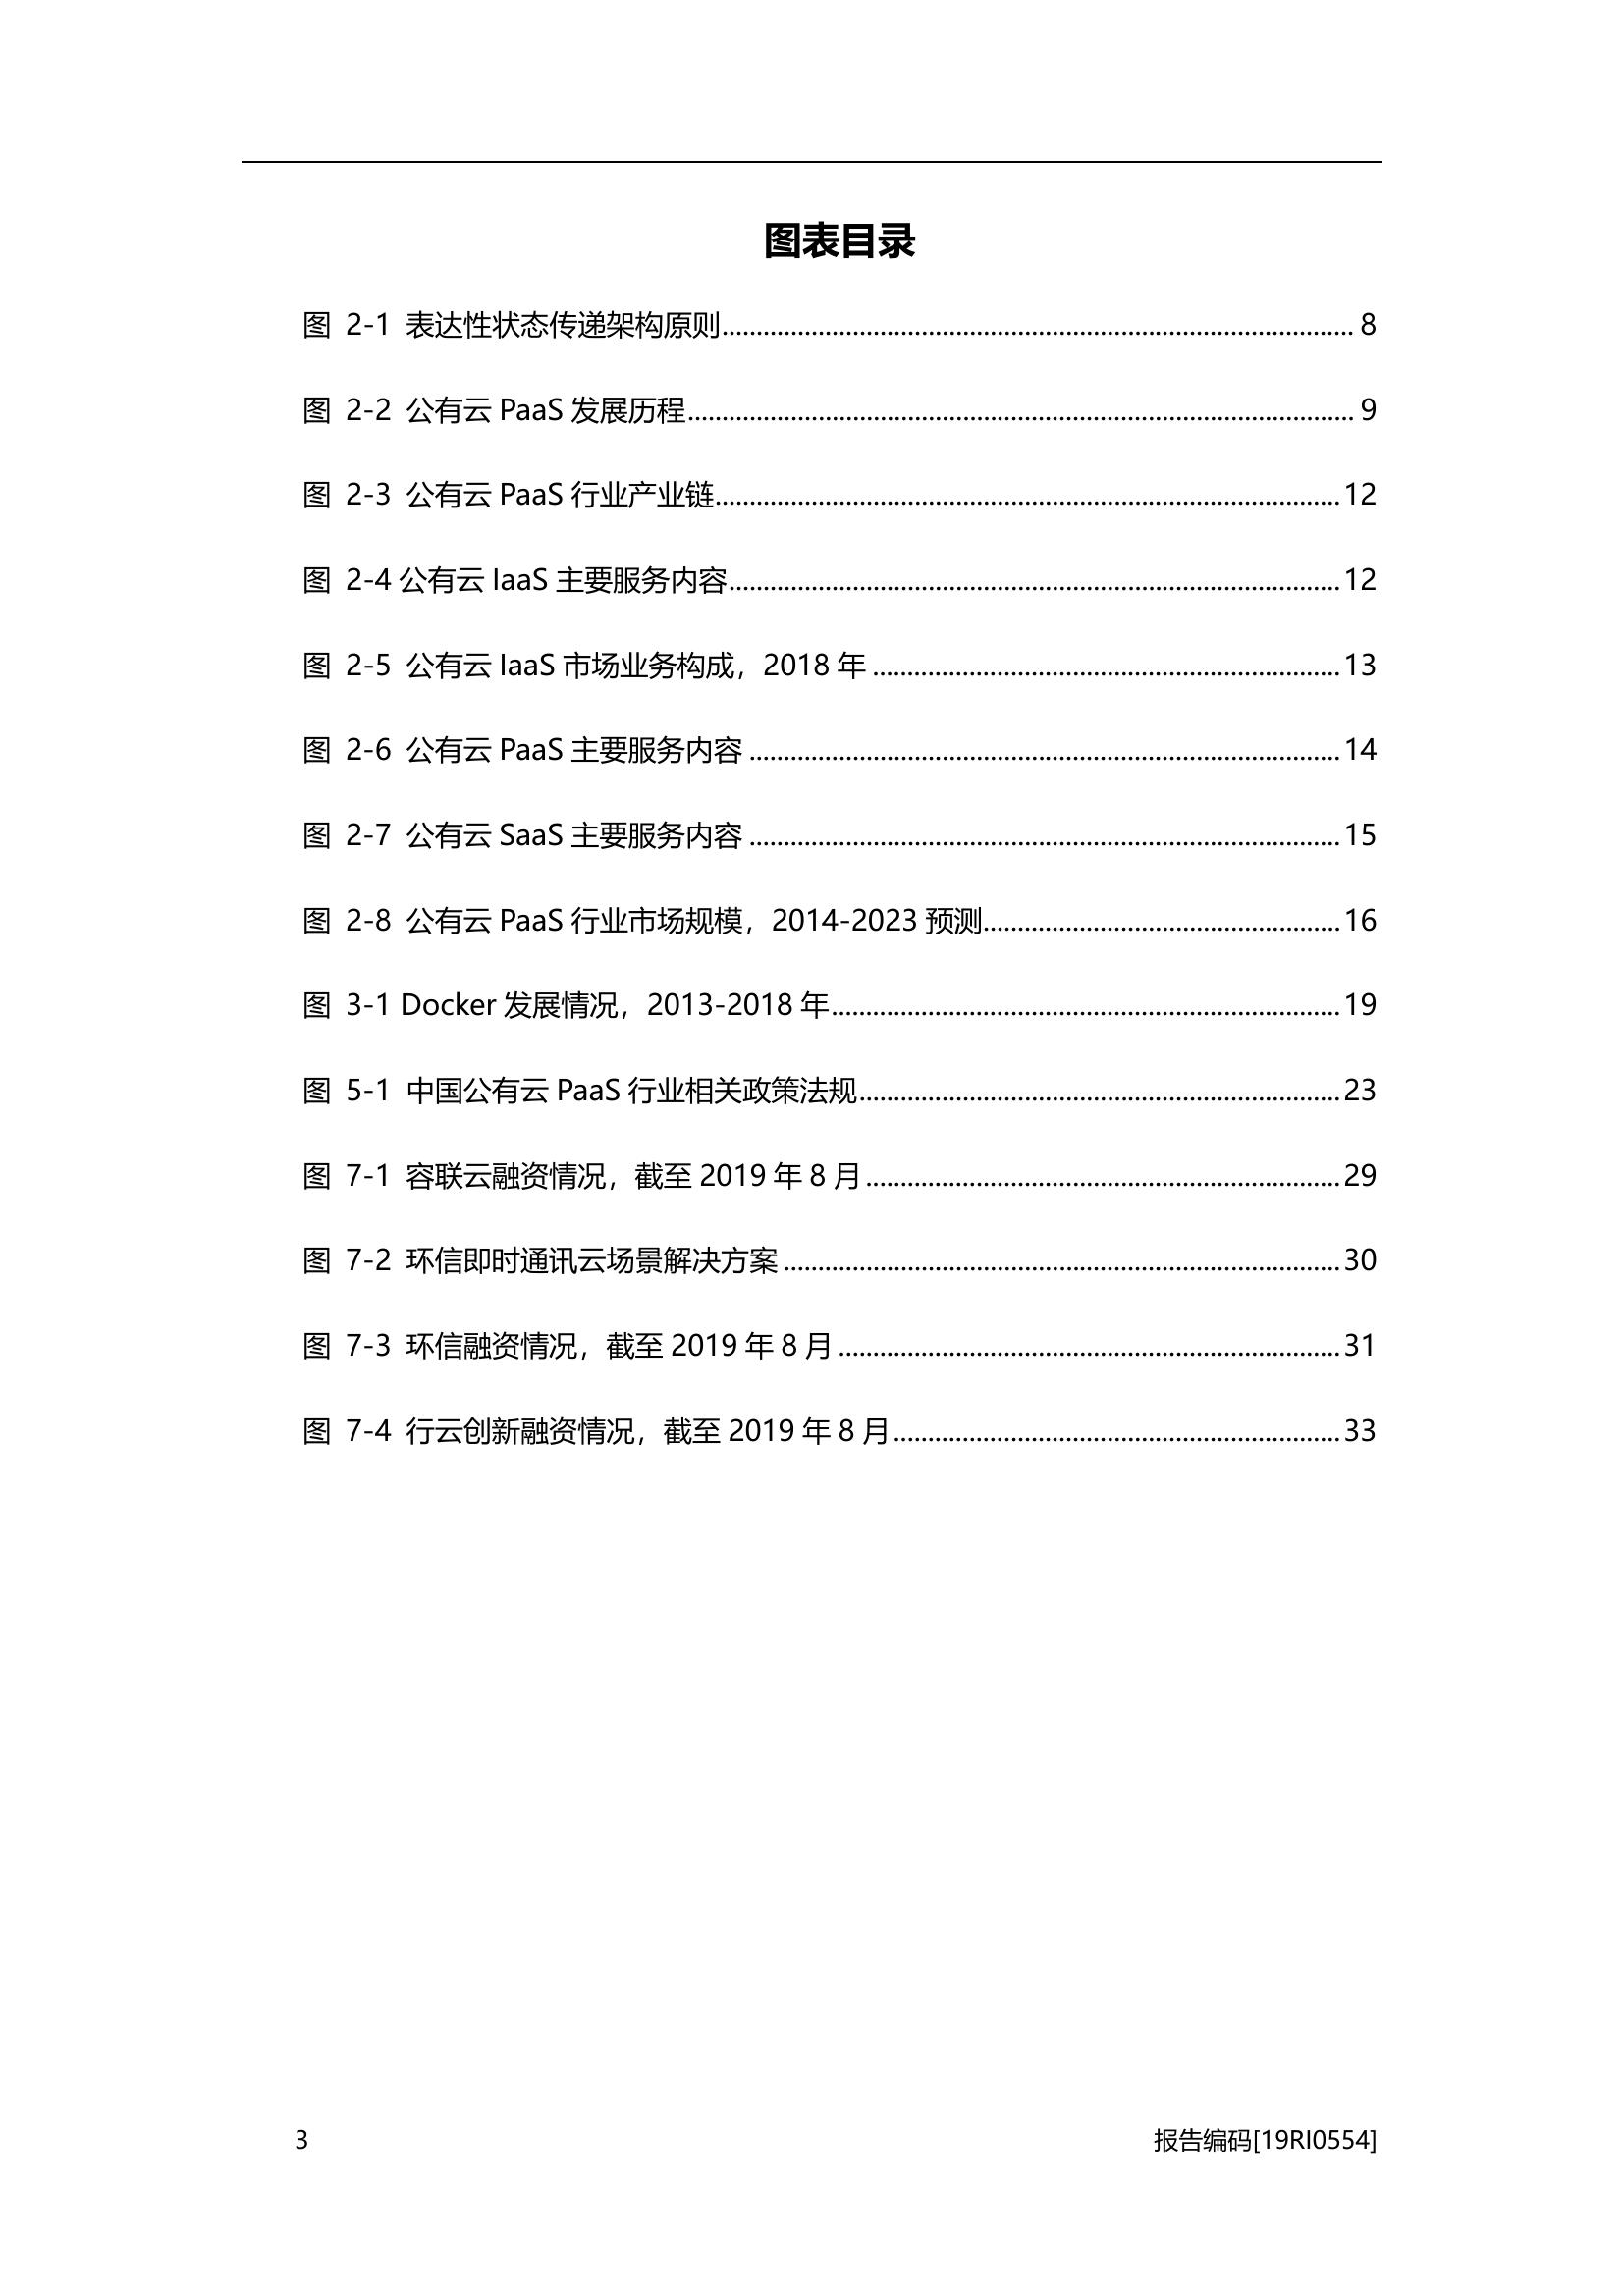 图表目录
图 2-1 表达性状态传递架构原则........................................ 8
图 2-2 公有云 PaaS 发展历程........................................ 9
图 2-3 公有云 PaaS 行业产业链........................................ 12
图 2-4 公有云 IaaS 主要服务内容........................................ 12
图 2-5 公有云 IaaS 市场业务构成，2018 年 ........................................ 13
图 2-6 公有云 PaaS 主要服务内容 ........................................ 14
图 2-7 公有云 SaaS 主要服务内容 ........................................ 15
图 2-8 公有云 PaaS 行业市场规模，2014-2023 预测........................................ 16
图 3-1 Docker 发展情况，2013-2018 年........................................ 19
图 5-1 中国公有云 PaaS 行业相关政策法规........................................ 23
图 7-1 容联云融资情况，截至 2019 年 8 月........................................ 29
图 7-2 环信即时通讯云场景解决方案 ........................................ 30
图 7-3 环信融资情况，截至 2019 年 8 月 ........................................ 31
图 7-4 行云创新融资情况，截至 2019 年 8 月........................................ 33
3 报告编码[19RI0554]